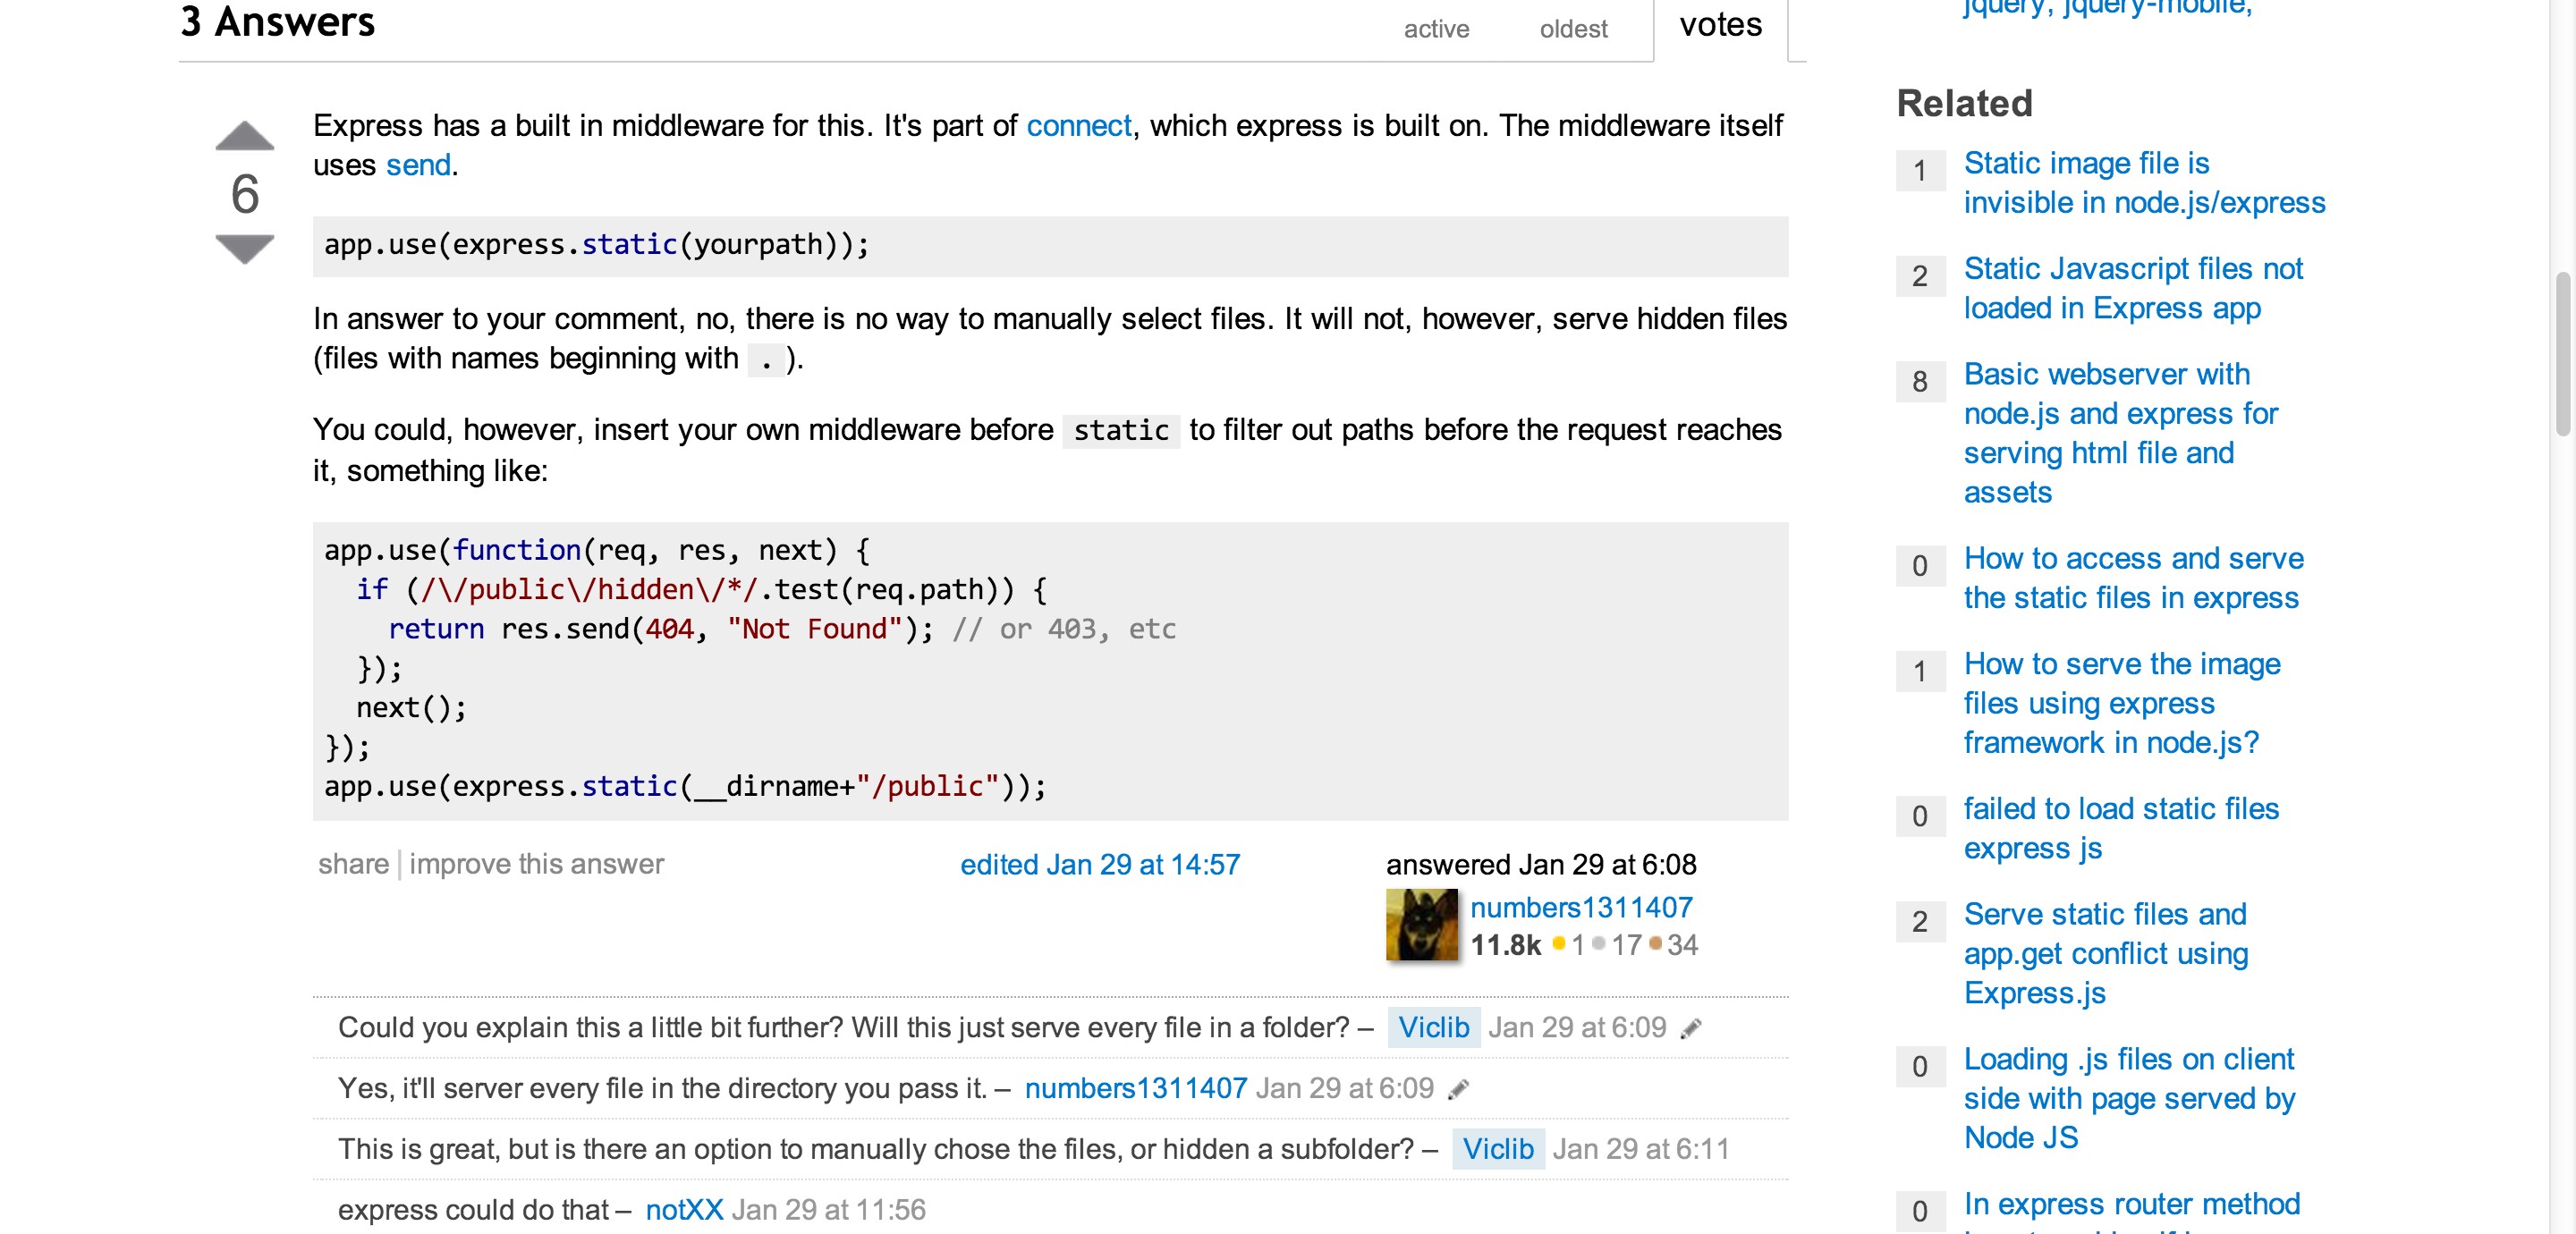 3 Answers
active oldest votes
6
Express has a built in middleware for this. It's part of connect, which express is built on. The middleware itself
uses send.
app.use(express.static(yourpath));
In answer to your comment, no, there is no way to manually select files. It will not, however, serve hidden files
(files with names beginning with . ).
You could, however, insert your own middleware before static to filter out paths before the request reaches
it, something like:
app.use(function(req, res, next) {
  if (/\/public\/hidden\/*/.test(req.path)) {
    return res.send(404, "Not Found"); // or 403, etc
  });
  next();
});
app.use(express.static(__dirname+"/public"));
share improve this answer
edited Jan 29 at 14:57
answered Jan 29 at 6:08
numbers1311407
11.8k 1 17 34
Could you explain this a little bit further? Will this just serve every file in a folder? – Viclib Jan 29 at 6:09
Yes, it'll server every file in the directory you pass it. – numbers1311407 Jan 29 at 6:09
This is great, but is there an option to manually chose the files, or hidden a subfolder? – Viclib Jan 29 at 6:11
express could do that – notXX Jan 29 at 11:56
jquery, jquery-mobile,
Related
1 Static image file is
invisible in node.js/express
2 Static Javascript files not
loaded in Express app
8 Basic webserver with
node.js and express for
serving html file and
assets
0 How to access and serve
the static files in express
1 How to serve the image
files using express
framework in node.js?
0 failed to load static files
express js
2 Serve static files and
app.get conflict using
Express.js
0 Loading .js files on client
side with page served by
Node JS
0 In express router method